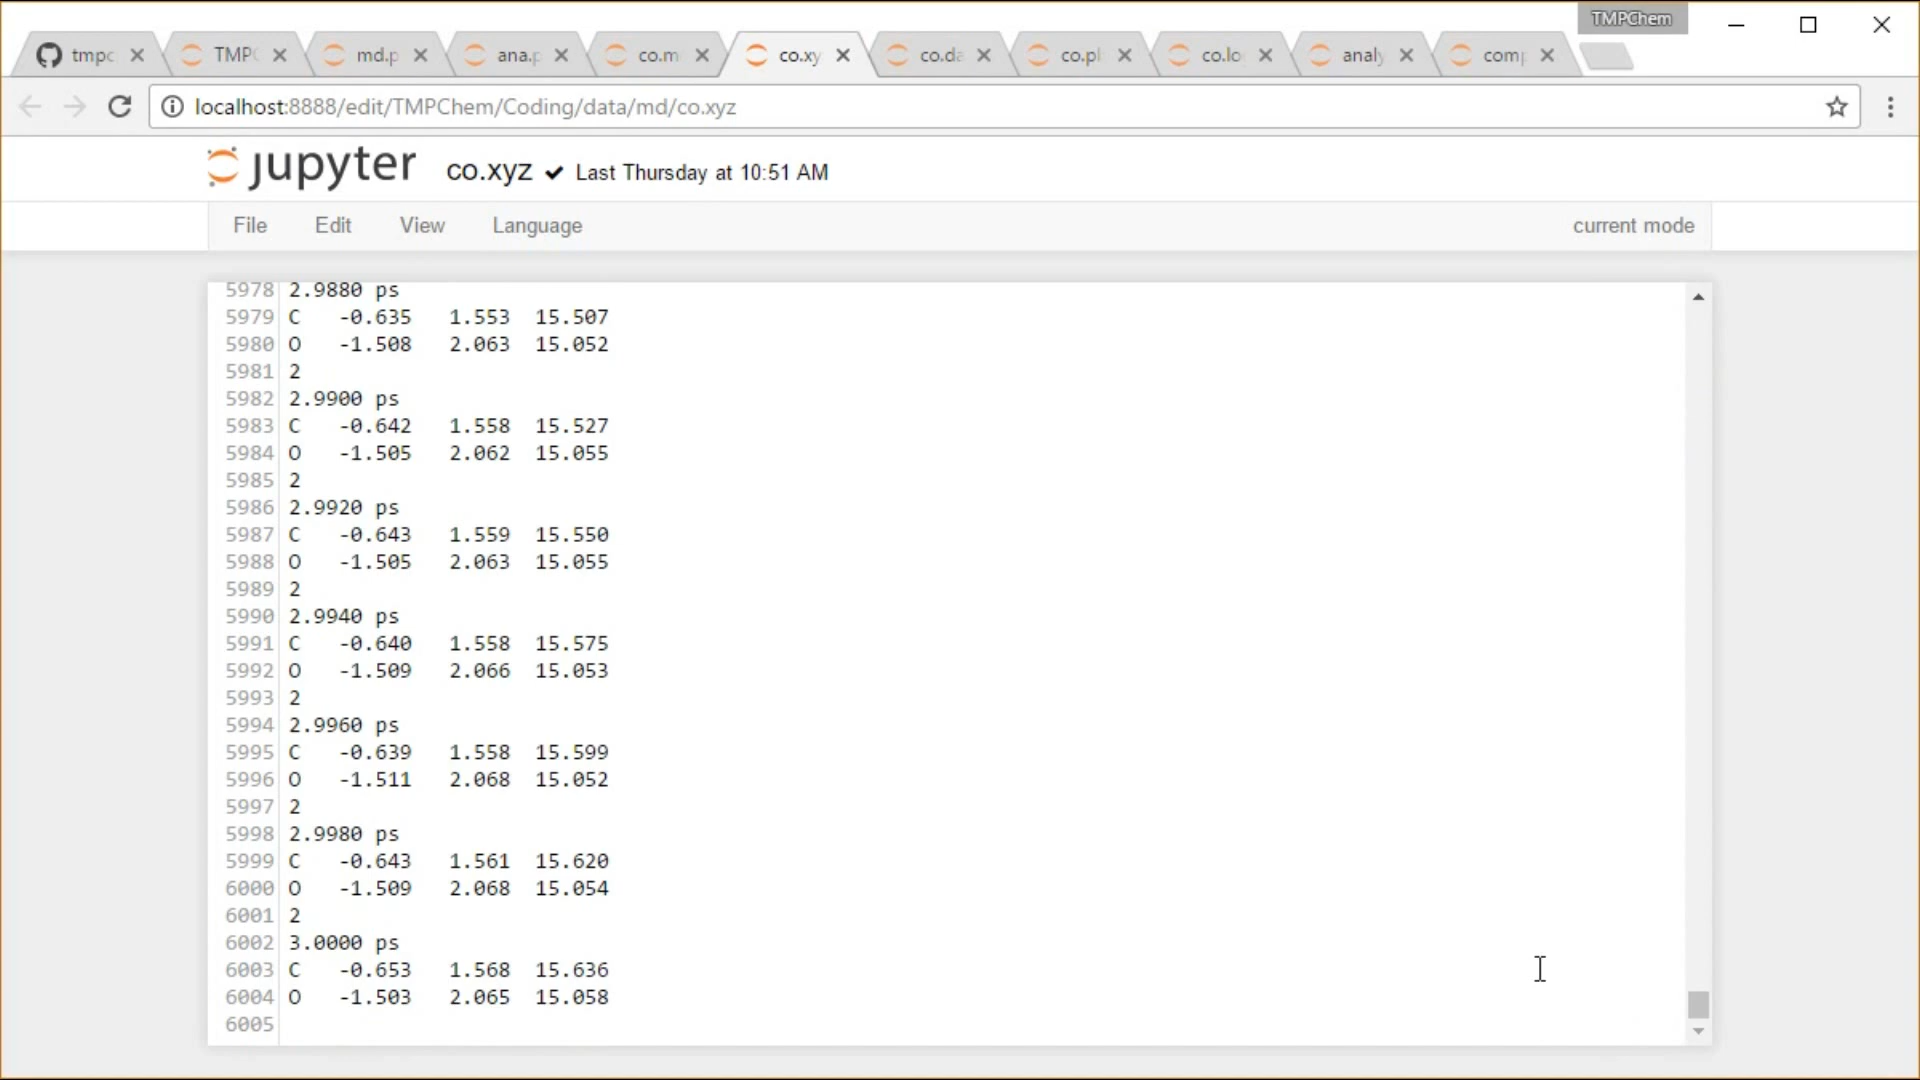 TMPChem
tmpc TMPC md.p ana.p co.m co.xy co.da co.pl co.lo analy comp
localhost:8888/edit/TMPChem/Coding/data/md/co.xyz
jupyter co.xyz Last Thursday at 10:51 AM
File Edit View Language current mode
5978 2.9880 ps
5979 C -0.635 1.553 15.507
5980 O -1.508 2.063 15.052
5981 2
5982 2.9900 ps
5983 C -0.642 1.558 15.527
5984 O -1.505 2.062 15.055
5985 2
5986 2.9920 ps
5987 C -0.643 1.559 15.550
5988 O -1.505 2.063 15.055
5989 2
5990 2.9940 ps
5991 C -0.640 1.558 15.575
5992 O -1.509 2.066 15.053
5993 2
5994 2.9960 ps
5995 C -0.639 1.558 15.599
5996 O -1.511 2.068 15.052
5997 2
5998 2.9980 ps
5999 C -0.643 1.561 15.620
6000 O -1.509 2.068 15.054
6001 2
6002 3.0000 ps
6003 C -0.653 1.568 15.636
6004 O -1.503 2.065 15.058
6005